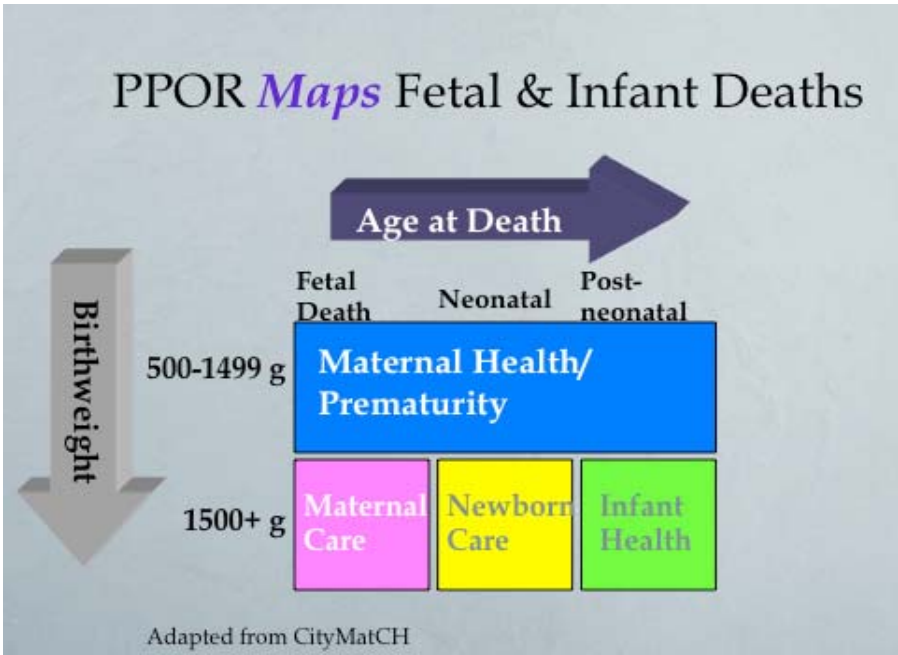 PPOR Maps Fetal & Infant Deaths
Age at Death
Birthweight
Fetal
Death
Neonatal
Post-
neonatal
500-1499 g
Maternal Health/
Prematurity
1500+ g
Maternal
Care
Newborn
Care
Infant
Health
Adapted from CityMatCH